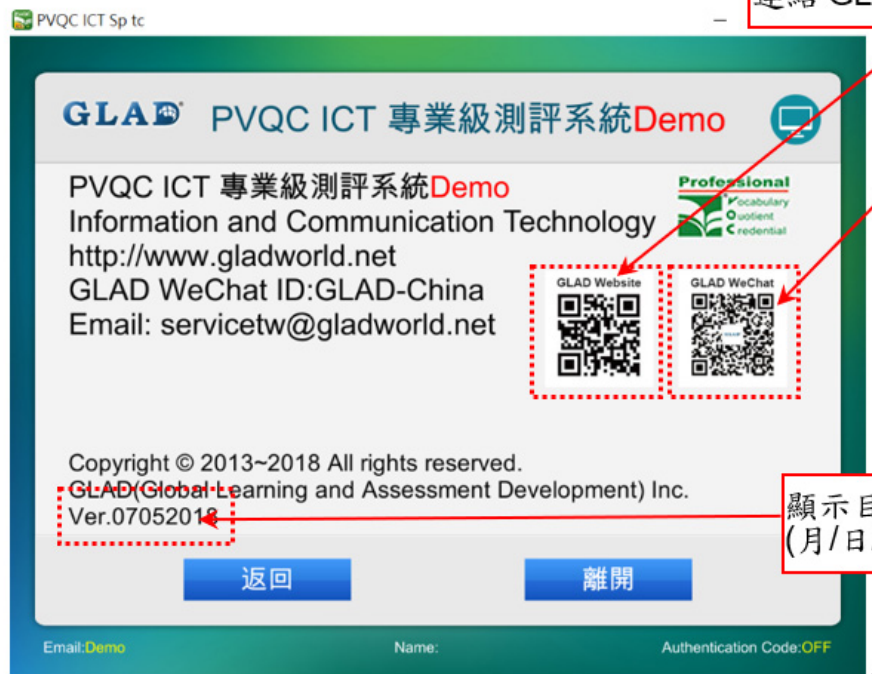 PVQC ICT Sp tc
連絡 GL
GLAD PVQC ICT 專業級測評系統Demo
PVQC ICT 專業級測評系統Demo
Professional
Vocabulary
Quotient
Credential
Information and Communication Technology
http://www.gladworld.net
GLAD WeChat ID:GLAD-China
Email: servicetw@gladworld.net
GLAD Website
GLAD WeChat
Copyright © 2013~2018 All rights reserved.
GLAD(Global Learning and Assessment Development) Inc.
Ver.07052018
顯示目
(月/日
返回
離開
Email:Demo
Name:
Authentication Code:OFF